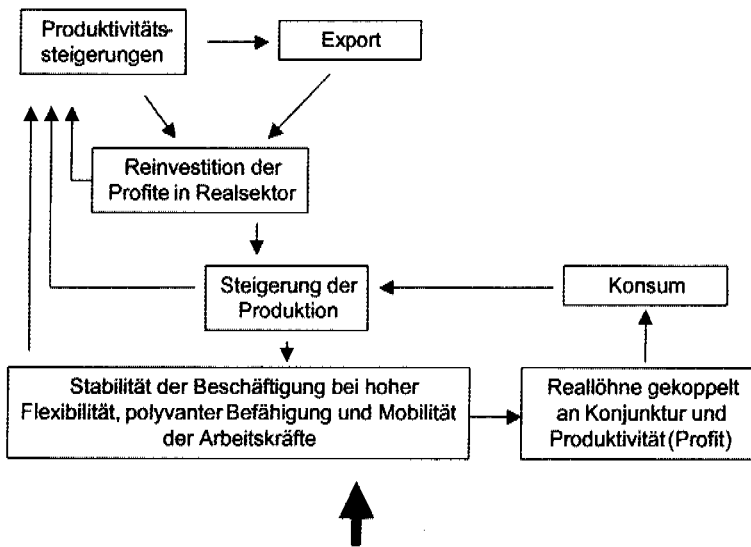 Produktivitäts-
steigerungen
Export
Reinvestition der
Profite in Realsektor
Steigerung der
Produktion
Konsum
Stabilität der Beschäftigung bei hoher
Flexibilität, polyvanter Befähigung und Mobilität
der Arbeitskräfte
Reallöhne gekoppelt
an Konjunktur und
Produktivität (Profit)